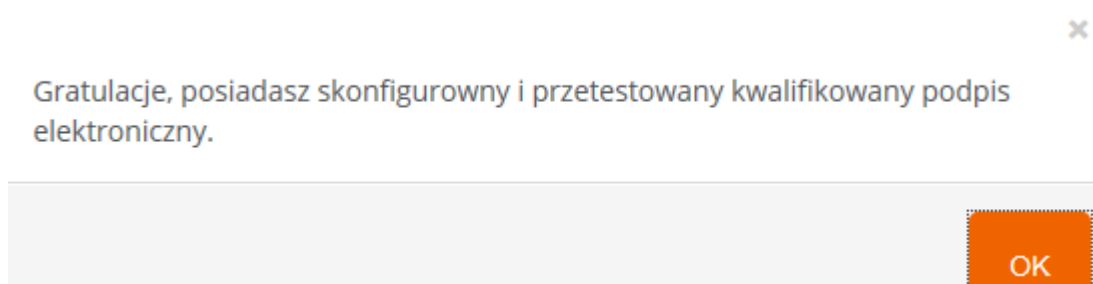 Gratulacje, posiadasz skonfigurowny i przetestowany kwalifikowany podpis
elektroniczny.
OK